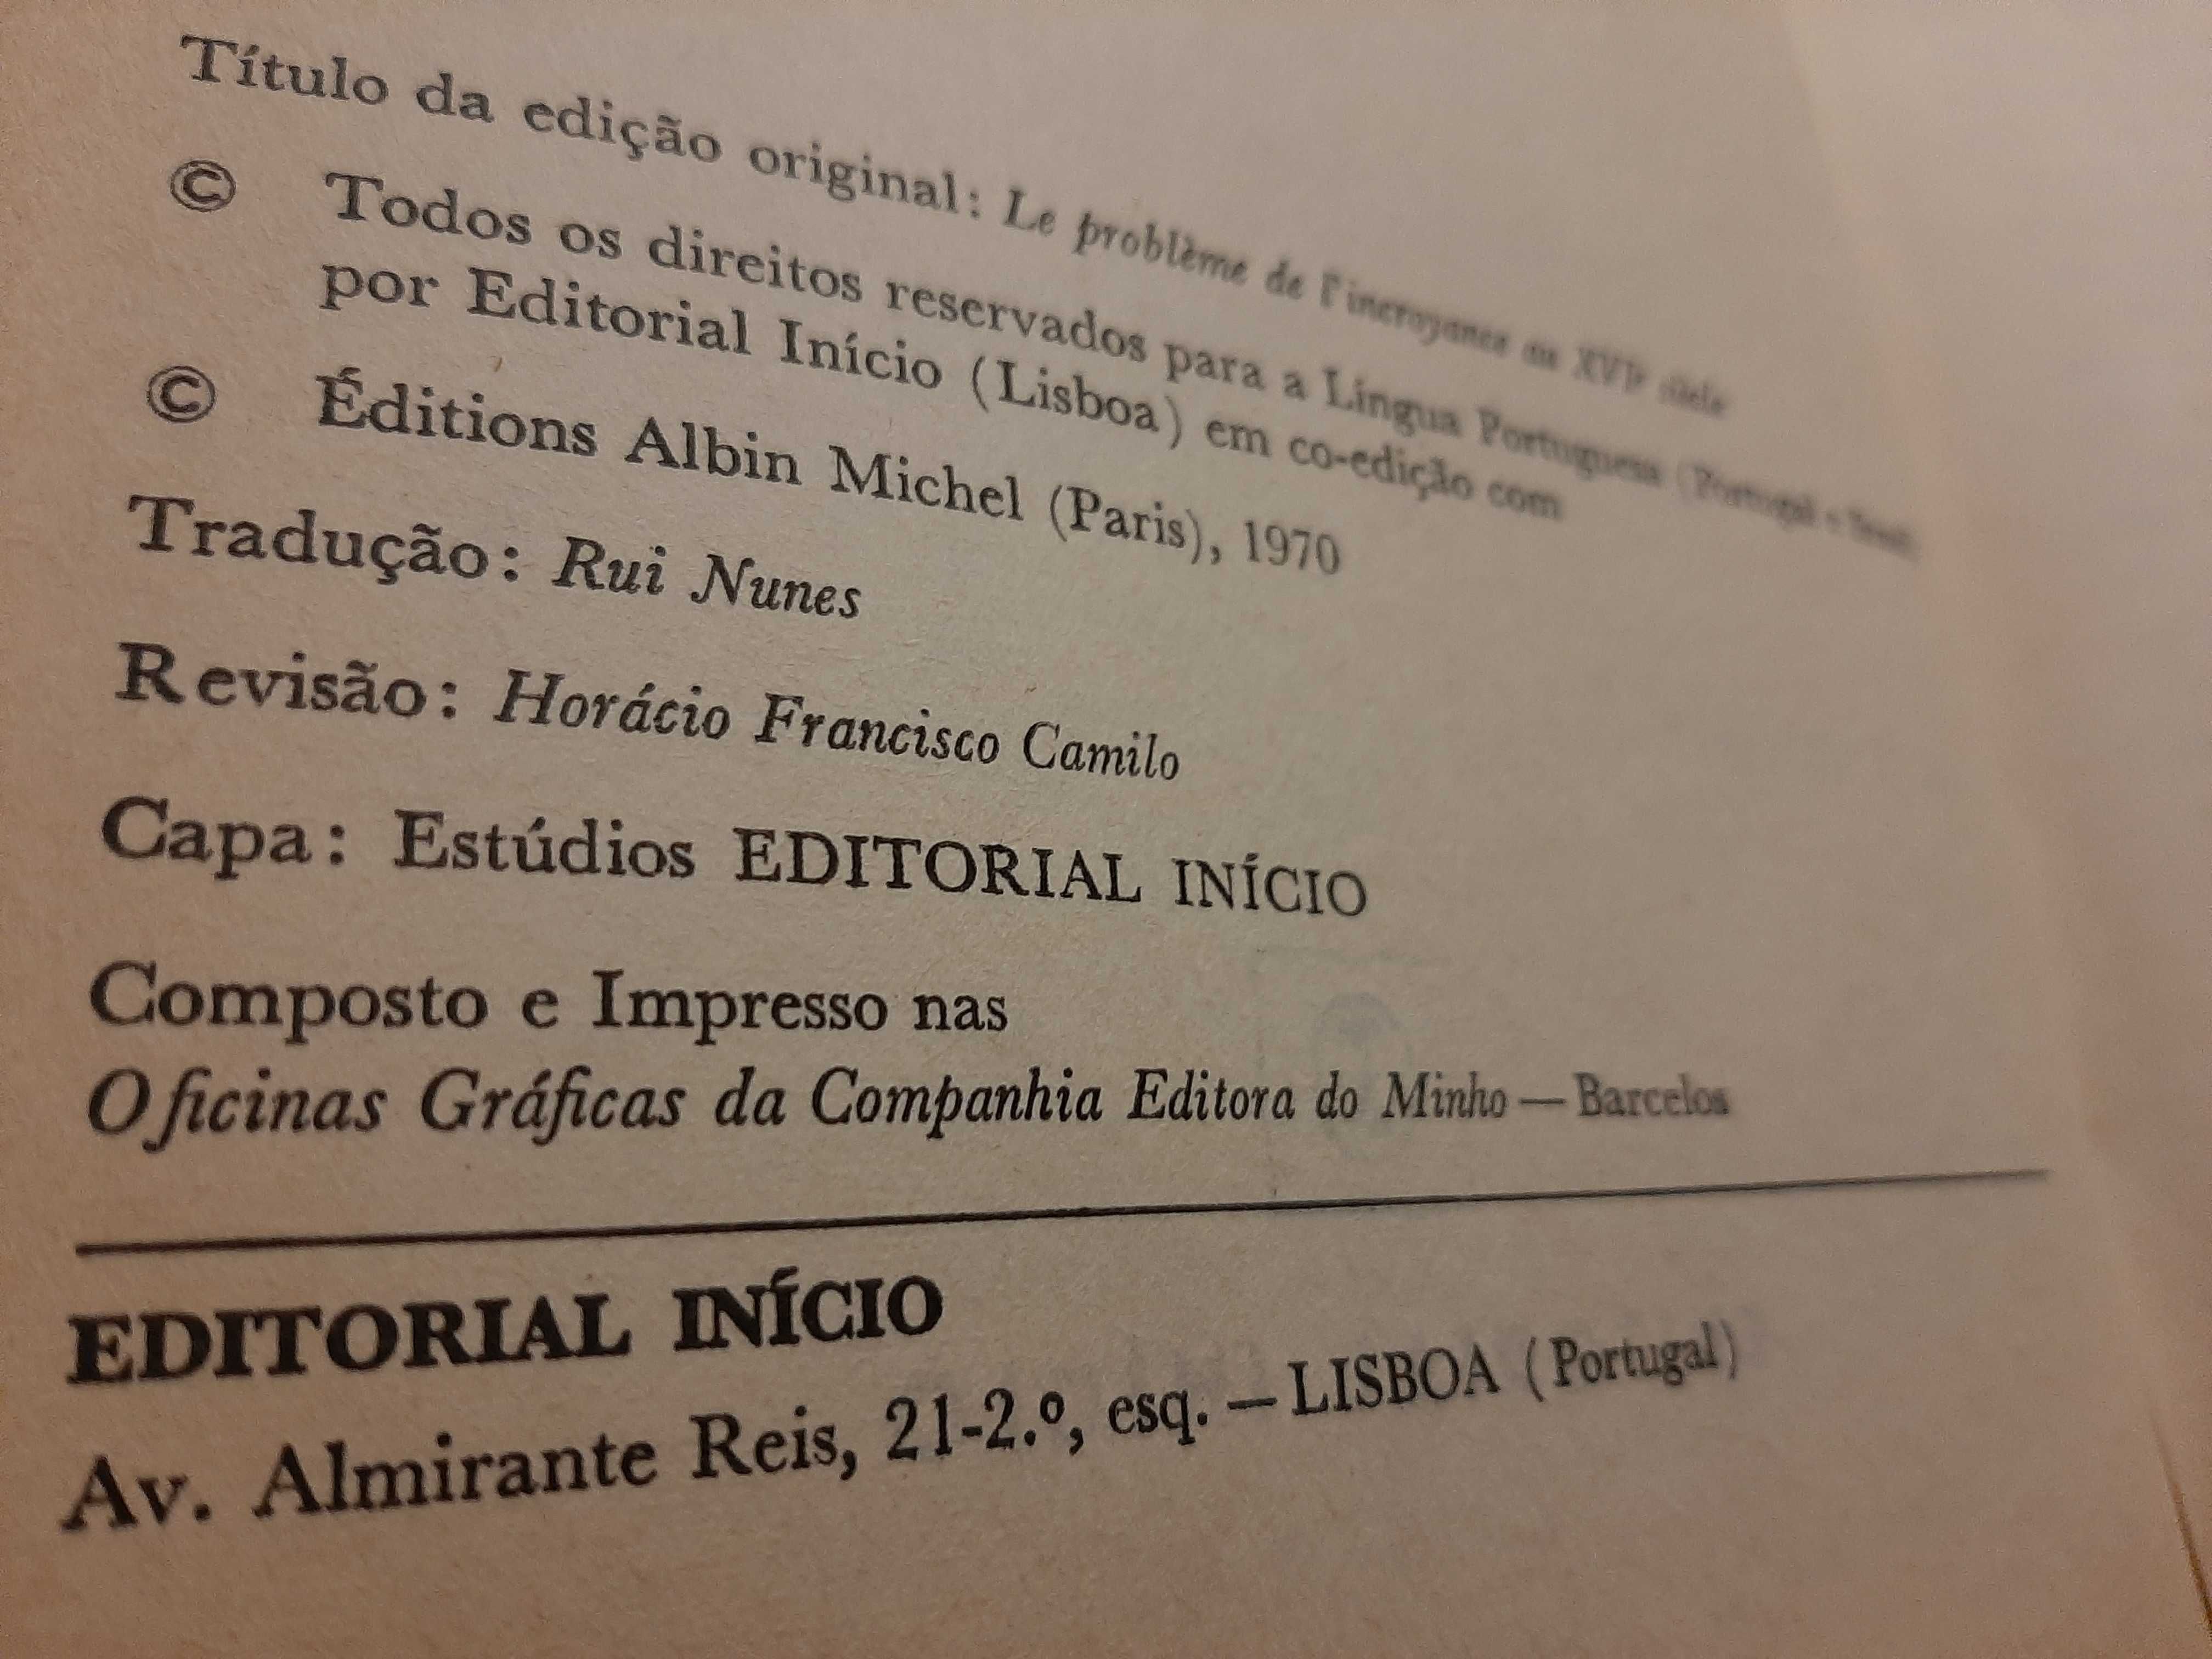 Título da edição original: Le problème de l'incroyance au XVIe siècle
© Todos os direitos reservados para a Língua Portuguesa (Portugal e Brasil)
por Editorial Início (Lisboa) em co-edição com
© Éditions Albin Michel (Paris), 1970
Tradução: Rui Nunes
Revisão: Horácio Francisco Camilo
Capa: Estúdios EDITORIAL INÍCIO
Composto e Impresso nas
Oficinas Gráficas da Companhia Editora do Minho — Barcelos
EDITORIAL INÍCIO
Av. Almirante Reis, 21-2.º, esq. — LISBOA (Portugal)